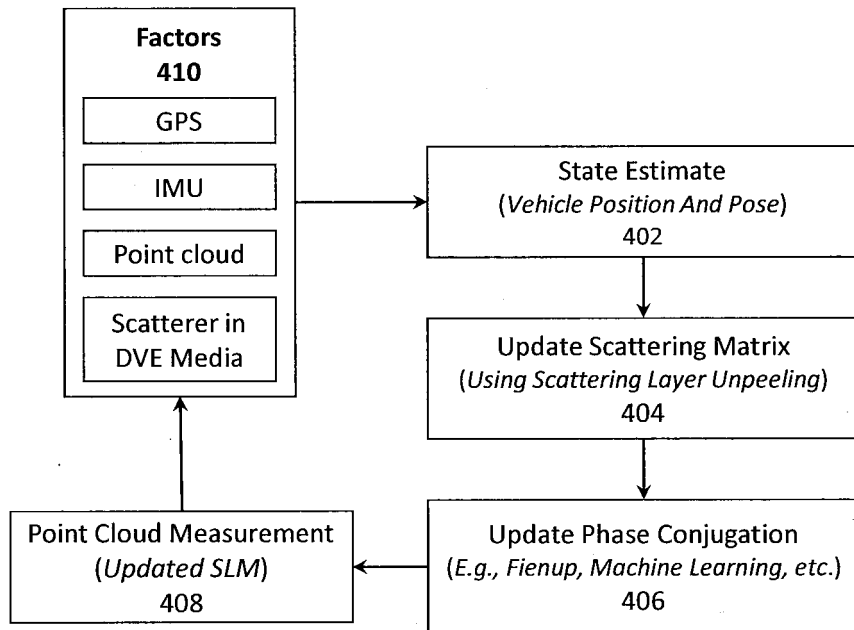 Factors
410
GPS
IMU
Point cloud
Scatterer in
DVE Media
State Estimate
(Vehicle Position And Pose)
402
Update Scattering Matrix
(Using Scattering Layer Unpeeling)
404
Update Phase Conjugation
(E.g., Fienup, Machine Learning, etc.)
406
Point Cloud Measurement
(Updated SLM)
408